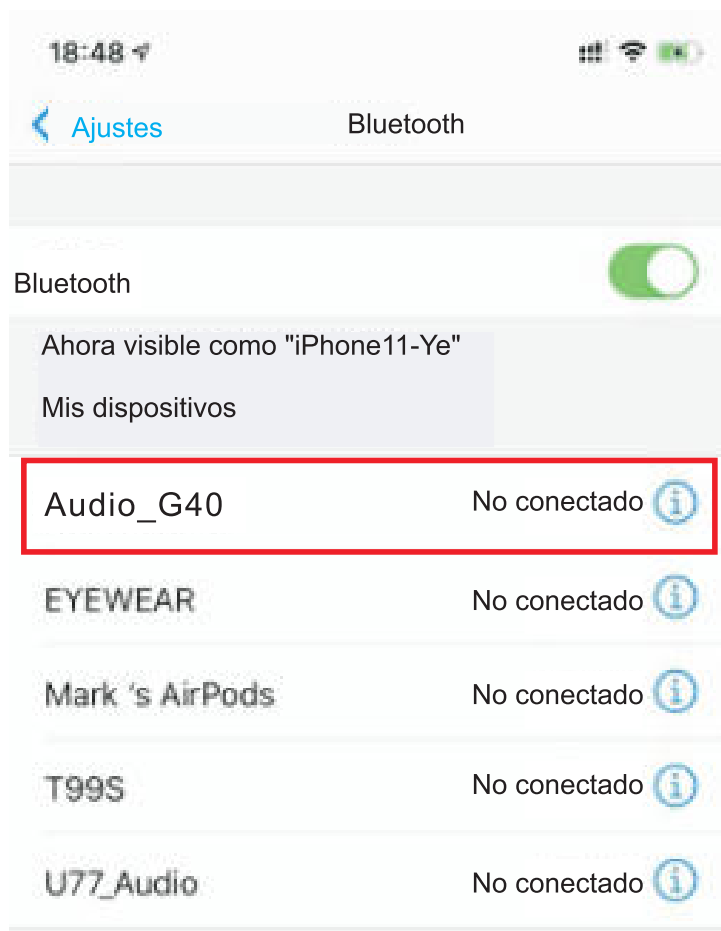 18:48
Ajustes Bluetooth
Bluetooth
Ahora visible como "iPhone11-Ye"
Mis dispositivos
Audio_G40 No conectado
EYEWEAR No conectado
Mark 's AirPods No conectado
T99S No conectado
U77_Audio No conectado